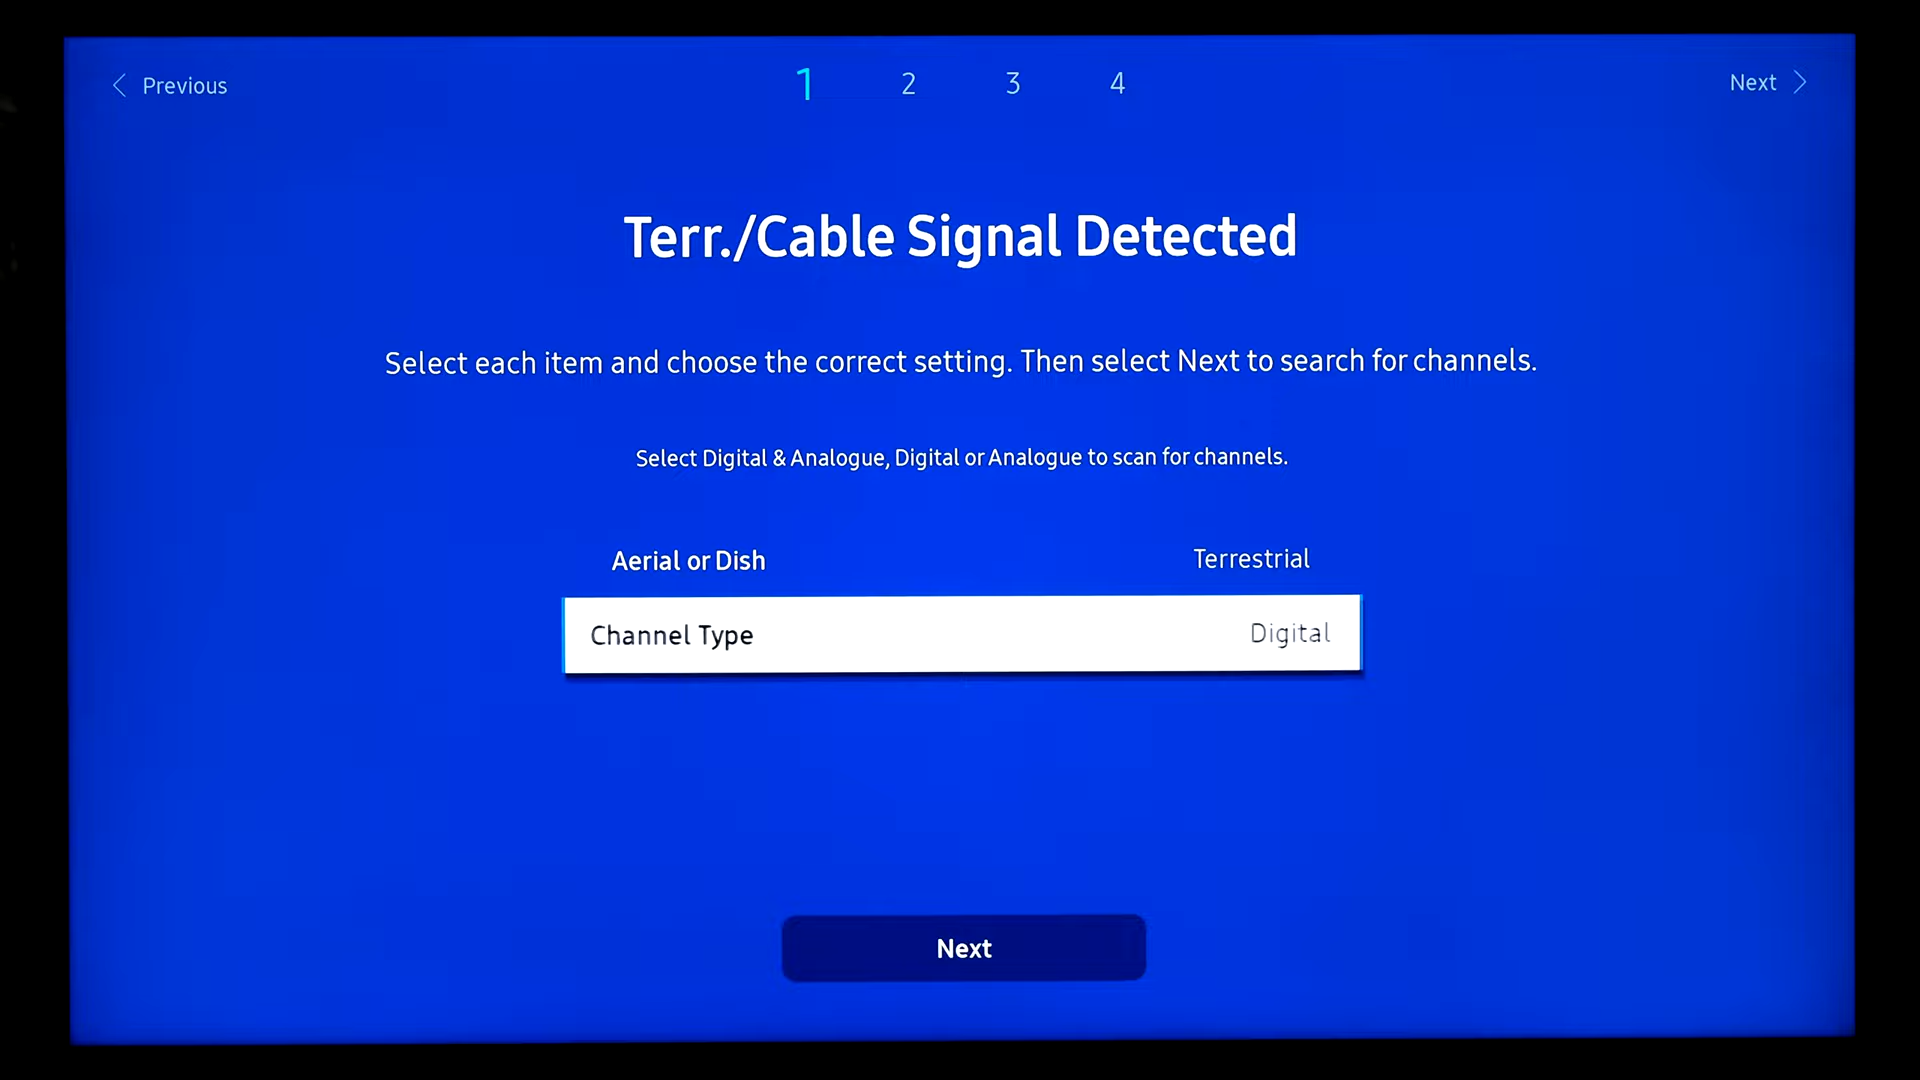 Previous
1 2 3 4
Next
Terr./Cable Signal Detected
Select each item and choose the correct setting. Then select Next to search for channels.
Select Digital & Analogue, Digital or Analogue to scan for channels.
Aerial or Dish Terrestrial
Channel Type Digital
Next